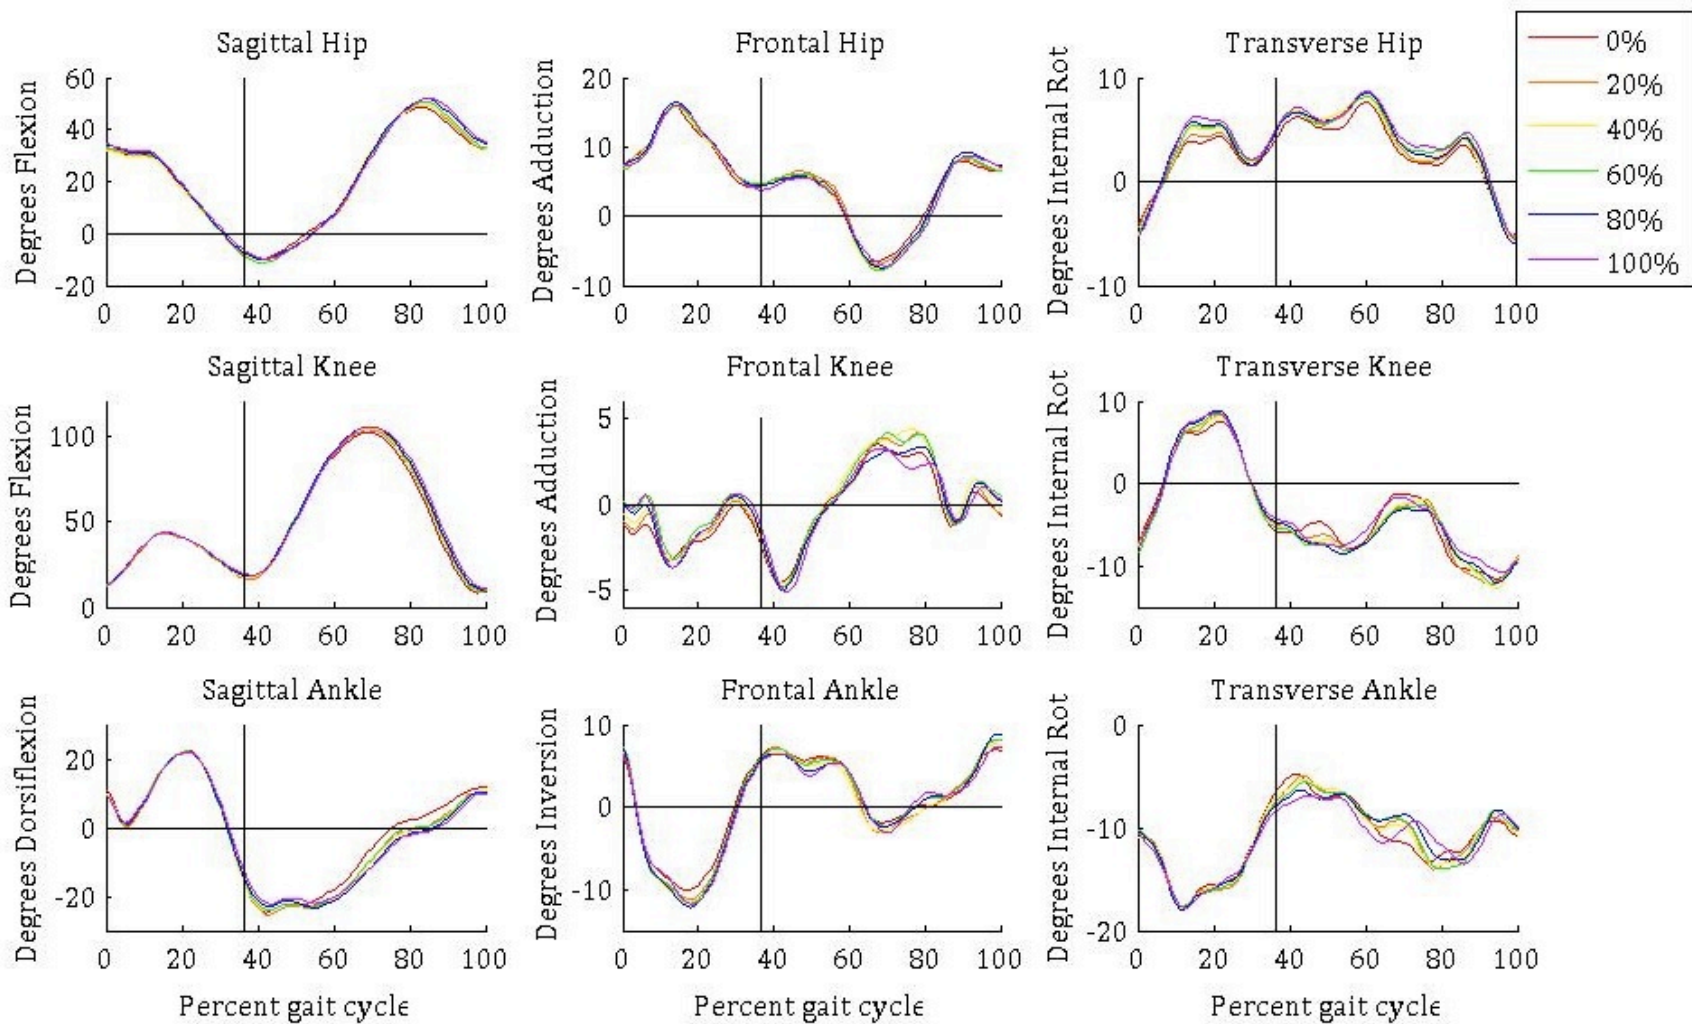 Sagittal Hip
Degrees Flexion
60
40
20
0
-20
0 20 40 60 80 100
Frontal Hip
Degrees Adduction
20
10
0
-10
0 20 40 60 80 100
Transverse Hip
Degrees Internal Rot
10
0
-10
0 20 40 60 80 100
0%
20%
40%
60%
80%
100%
Sagittal Knee
Degrees Flexion
100
50
0
0 20 40 60 80 100
Frontal Knee
Degrees Adduction
5
0
-5
0 20 40 60 80 100
Transverse Knee
Degrees Internal Rot
10
0
-10
0 20 40 60 80 100
Sagittal Ankle
Degrees Dorsiflexion
20
0
-20
0 20 40 60 80 100
Percent gait cycle
Frontal Ankle
Degrees Inversion
10
0
-10
0 20 40 60 80 100
Percent gait cycle
Transverse Ankle
Degrees Internal Rot
0
-10
-20
0 20 40 60 80 100
Percent gait cycle